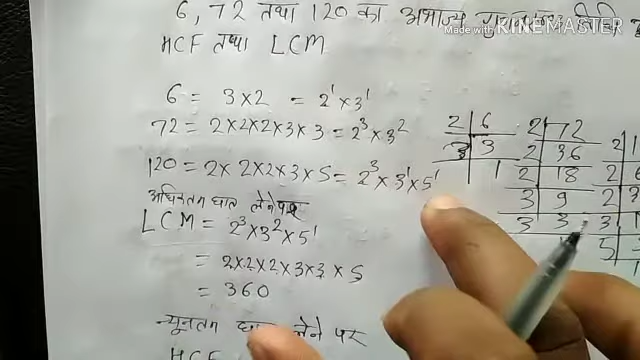 6, 72 तथा 120 का अभाज्य
Made with KINEMASTER
HCF तथा LCM
6 = 3×2 = 2¹×3¹
72 = 2×2×2×3×3 = 2³×3²
120 = 2×2×2×3×5 = 2³×3¹×5¹
अधिकतम घात लेने पर
LCM = 2³×3²×5¹
= 2×2×2×3×3×5
= 360
न्यूनतम घात लेने पर
HCF
2 6
3 3
1
2 72
2 36
2 18
3 9
3 3
2 1
2 6
2 3
3 1
5